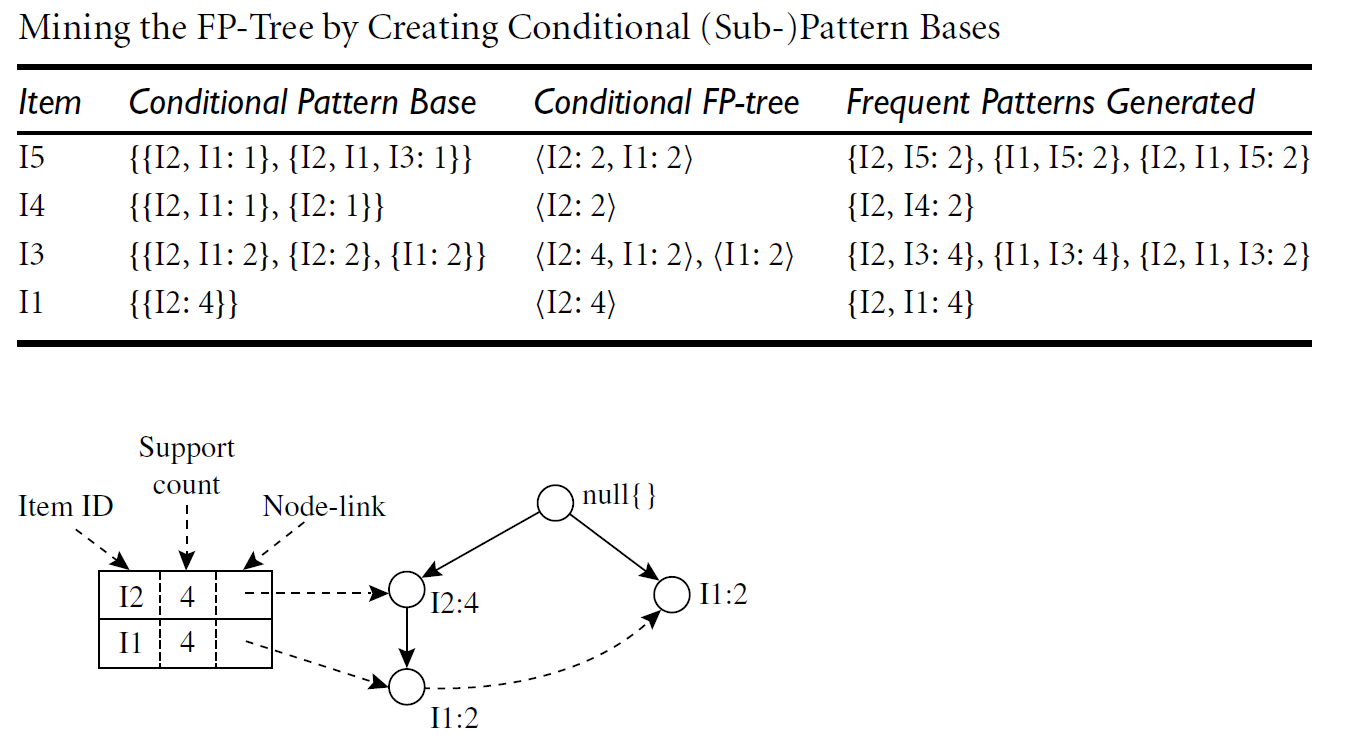 Mining the FP-Tree by Creating Conditional (Sub-)Pattern Bases
Item Conditional Pattern Base Conditional FP-tree Frequent Patterns Generated
I5 {{I2, I1: 1}, {I2, I1, I3: 1}} ⟨I2: 2, I1: 2⟩ {I2, I5: 2}, {I1, I5: 2}, {I2, I1, I5: 2}
I4 {{I2, I1: 1}, {I2: 1}} ⟨I2: 2⟩ {I2, I4: 2}
I3 {{I2, I1: 2}, {I2: 2}, {I1: 2}} ⟨I2: 4, I1: 2⟩, ⟨I1: 2⟩ {I2, I3: 4}, {I1, I3: 4}, {I2, I1, I3: 2}
I1 {{I2: 4}} ⟨I2: 4⟩ {I2, I1: 4}
Support
count
Item ID
Node-link
null{}
I2 4
I2:4
I1:2
I1 4
I1:2